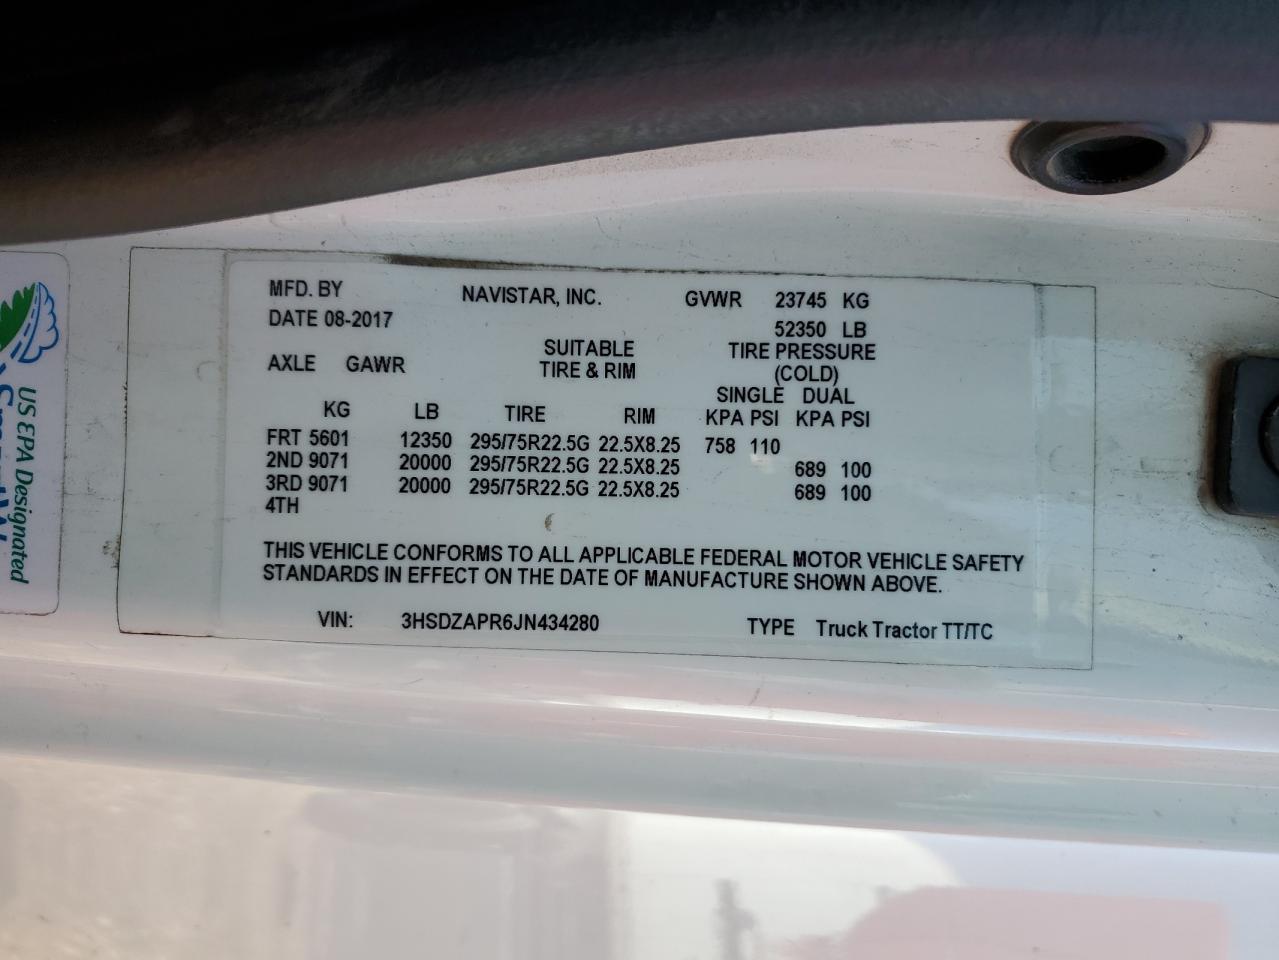 MFD. BY NAVISTAR, INC. GVWR 23745 KG
DATE 08-2017 52350 LB
AXLE GAWR SUITABLE TIRE & RIM TIRE PRESSURE (COLD)
SINGLE DUAL
KG LB TIRE RIM KPA PSI KPA PSI
FRT 5601 12350 295/75R22.5G 22.5X8.25 758 110
2ND 9071 20000 295/75R22.5G 22.5X8.25 689 100
3RD 9071 20000 295/75R22.5G 22.5X8.25 689 100
4TH
THIS VEHICLE CONFORMS TO ALL APPLICABLE FEDERAL MOTOR VEHICLE SAFETY
STANDARDS IN EFFECT ON THE DATE OF MANUFACTURE SHOWN ABOVE.
VIN: 3HSDZAPR6JN434280 TYPE Truck Tractor TT/TC
US EPA Designated